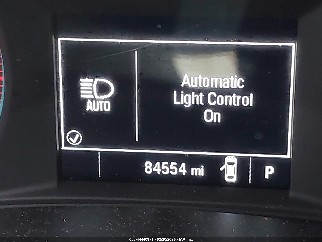 AUTO
Automatic
Light Control
On
84554 mi
P